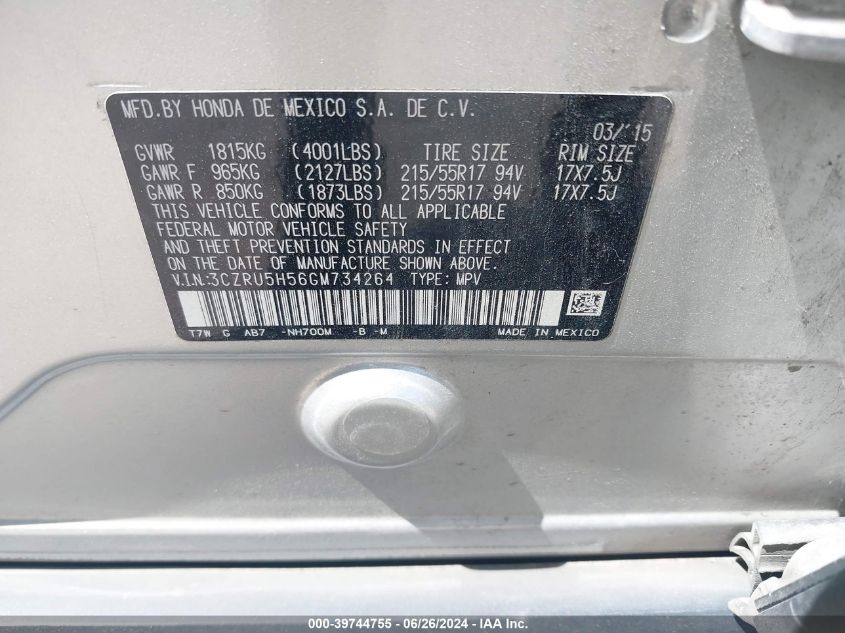 MFD.BY HONDA DE MEXICO S.A. DE C.V.
03/'15
GVWR 1815KG (4001LBS) TIRE SIZE RIM SIZE
GAWR F 965KG (2127LBS) 215/55R17 94V 17X7.5J
GAWR R 850KG (1873LBS) 215/55R17 94V 17X7.5J
THIS VEHICLE CONFORMS TO ALL APPLICABLE
FEDERAL MOTOR VEHICLE SAFETY
AND THEFT PREVENTION STANDARDS IN EFFECT
ON THE DATE OF MANUFACTURE SHOWN ABOVE.
V.I.N:3CZRU5H56GM734264 TYPE: MPV
T7W G AB7 -NH700M -B -M MADE IN MEXICO
000-39744755 - 06/26/2024 - IAA Inc.